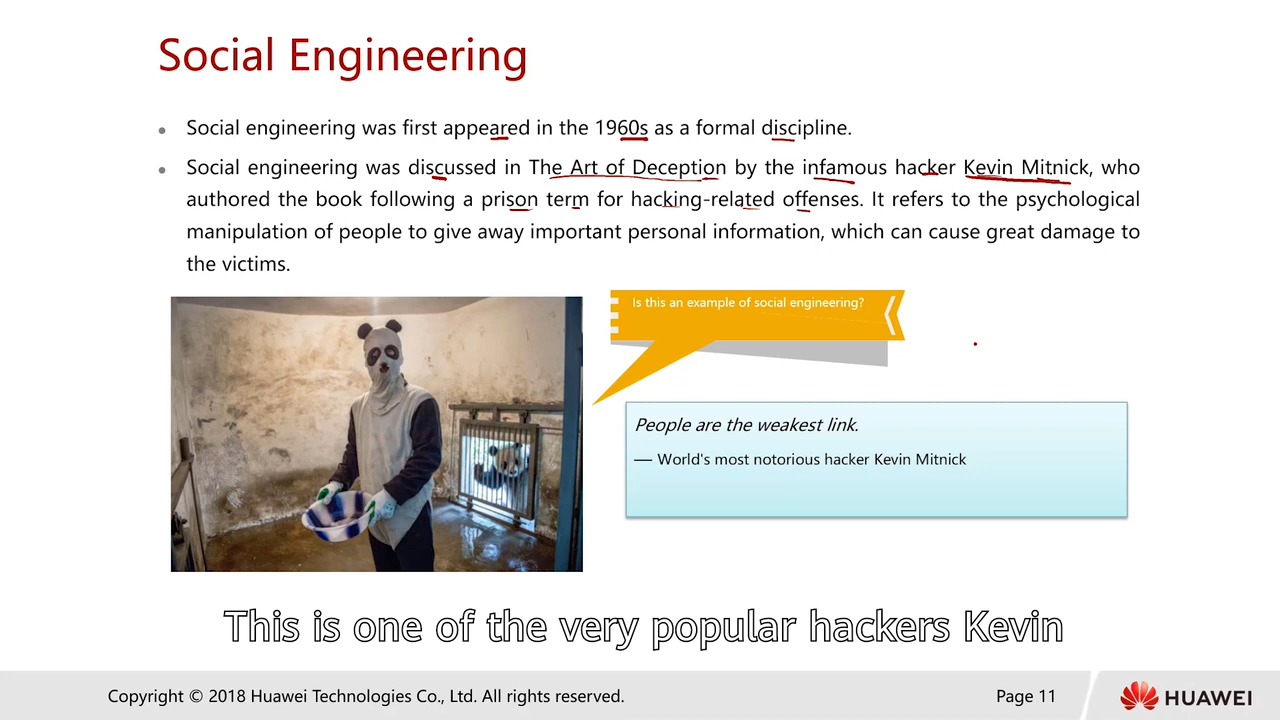 Social Engineering
• Social engineering was first appeared in the 1960s as a formal discipline.
• Social engineering was discussed in The Art of Deception by the infamous hacker Kevin Mitnick, who
authored the book following a prison term for hacking-related offenses. It refers to the psychological
manipulation of people to give away important personal information, which can cause great damage to
the victims.
Is this an example of social engineering?
People are the weakest link.
— World's most notorious hacker Kevin Mitnick
This is one of the very popular hackers Kevin
Copyright © 2018 Huawei Technologies Co., Ltd. All rights reserved.
Page 11
HUAWEI